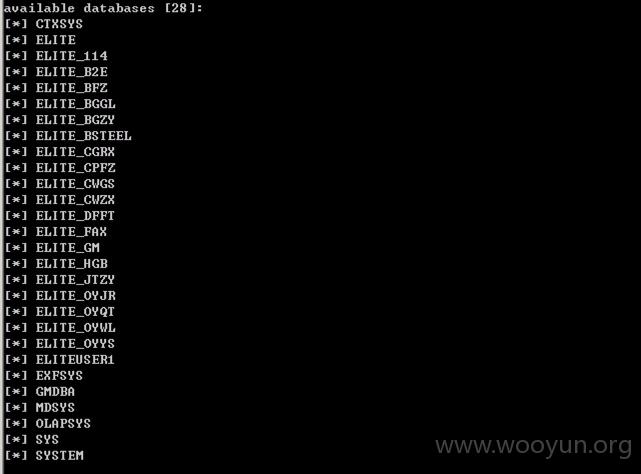 available databases [28]:
[*] CTXSYS
[*] ELITE
[*] ELITE_114
[*] ELITE_B2E
[*] ELITE_BFZ
[*] ELITE_BGGL
[*] ELITE_BGZY
[*] ELITE_BSTEEL
[*] ELITE_CGRX
[*] ELITE_CPFZ
[*] ELITE_CWGS
[*] ELITE_CWZX
[*] ELITE_DFFT
[*] ELITE_FAX
[*] ELITE_GM
[*] ELITE_HGB
[*] ELITE_JTZY
[*] ELITE_OYJR
[*] ELITE_OYQT
[*] ELITE_OYWL
[*] ELITE_OYYS
[*] ELITEUSER1
[*] EXFSYS
[*] GMDBA
[*] MDSYS
[*] OLAPSYS
[*] SYS
[*] SYSTEM
www.wooyun.org